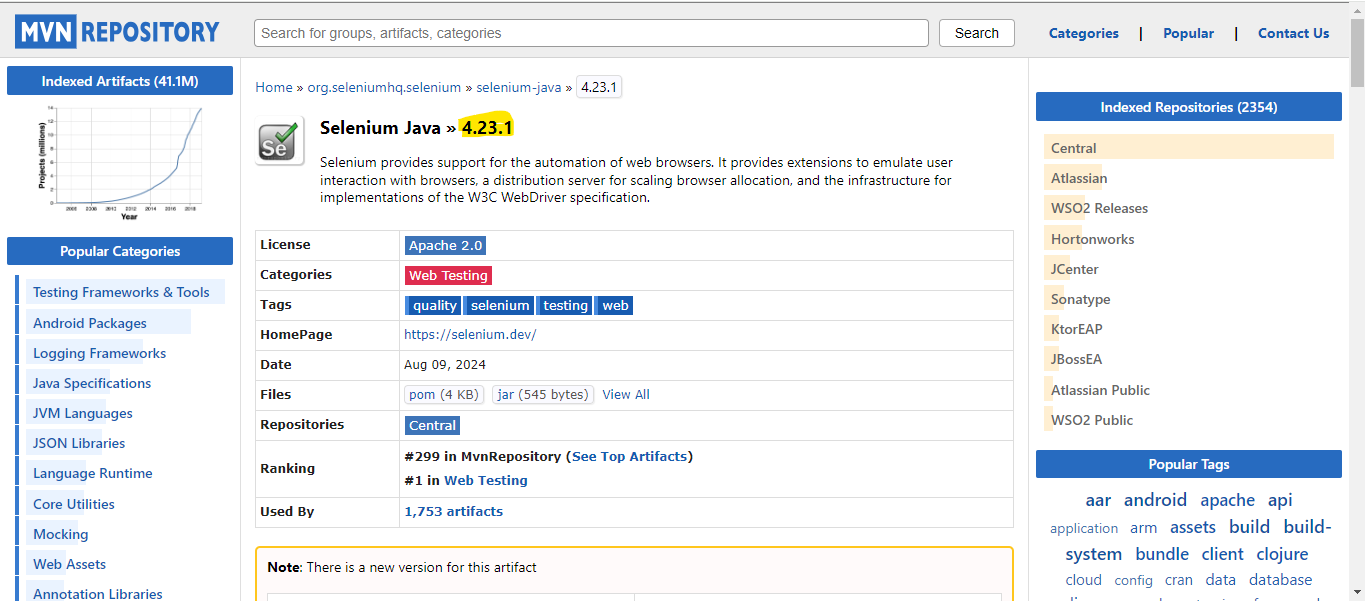 MVN REPOSITORY
Search for groups, artifacts, categories
Search
Categories | Popular | Contact Us
Indexed Artifacts (41.1M)
Projects (millions)
14
12
10
8
6
4
2
0
2006 2008 2010 2012 2014 2016 2018
Year
Popular Categories
Testing Frameworks & Tools
Android Packages
Logging Frameworks
Java Specifications
JVM Languages
JSON Libraries
Language Runtime
Core Utilities
Mocking
Web Assets
Annotation Libraries
Home » org.seleniumhq.selenium » selenium-java » 4.23.1
Se
Selenium Java » 4.23.1
Selenium provides support for the automation of web browsers. It provides extensions to emulate user
interaction with browsers, a distribution server for scaling browser allocation, and the infrastructure for
implementations of the W3C WebDriver specification.
License Apache 2.0
Categories Web Testing
Tags quality selenium testing web
HomePage https://selenium.dev/
Date Aug 09, 2024
Files pom (4 KB) jar (545 bytes) View All
Repositories Central
Ranking #299 in MvnRepository (See Top Artifacts)
#1 in Web Testing
Used By 1,753 artifacts
Note: There is a new version for this artifact
Indexed Repositories (2354)
Central
Atlassian
WSO2 Releases
Hortonworks
JCenter
Sonatype
KtorEAP
JBossEA
Atlassian Public
WSO2 Public
Popular Tags
aar android apache api
application arm assets build build-
system bundle client clojure
cloud config cran data database